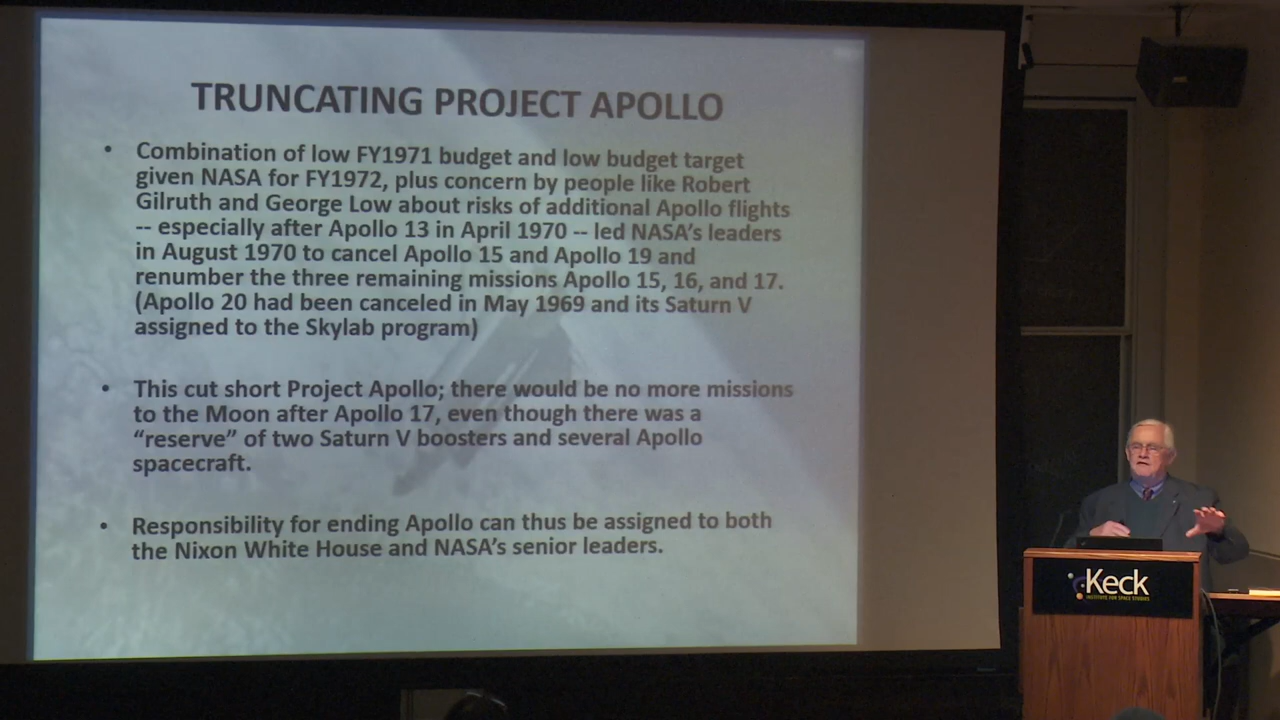 TRUNCATING PROJECT APOLLO
• Combination of low FY1971 budget and low budget target
given NASA for FY1972, plus concern by people like Robert
Gilruth and George Low about risks of additional Apollo flights
-- especially after Apollo 13 in April 1970 -- led NASA’s leaders
in August 1970 to cancel Apollo 15 and Apollo 19 and
renumber the three remaining missions Apollo 15, 16, and 17.
(Apollo 20 had been canceled in May 1969 and its Saturn V
assigned to the Skylab program)
• This cut short Project Apollo; there would be no more missions
to the Moon after Apollo 17, even though there was a
“reserve” of two Saturn V boosters and several Apollo
spacecraft.
• Responsibility for ending Apollo can thus be assigned to both
the Nixon White House and NASA’s senior leaders.
Keck
INSTITUTE FOR SPACE STUDIES